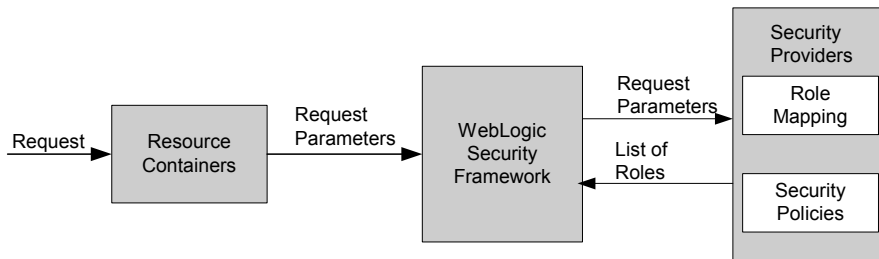 Request
Resource
Containers
Request
Parameters
WebLogic
Security
Framework
Request
Parameters
List of
Roles
Security
Providers
Role
Mapping
Security
Policies